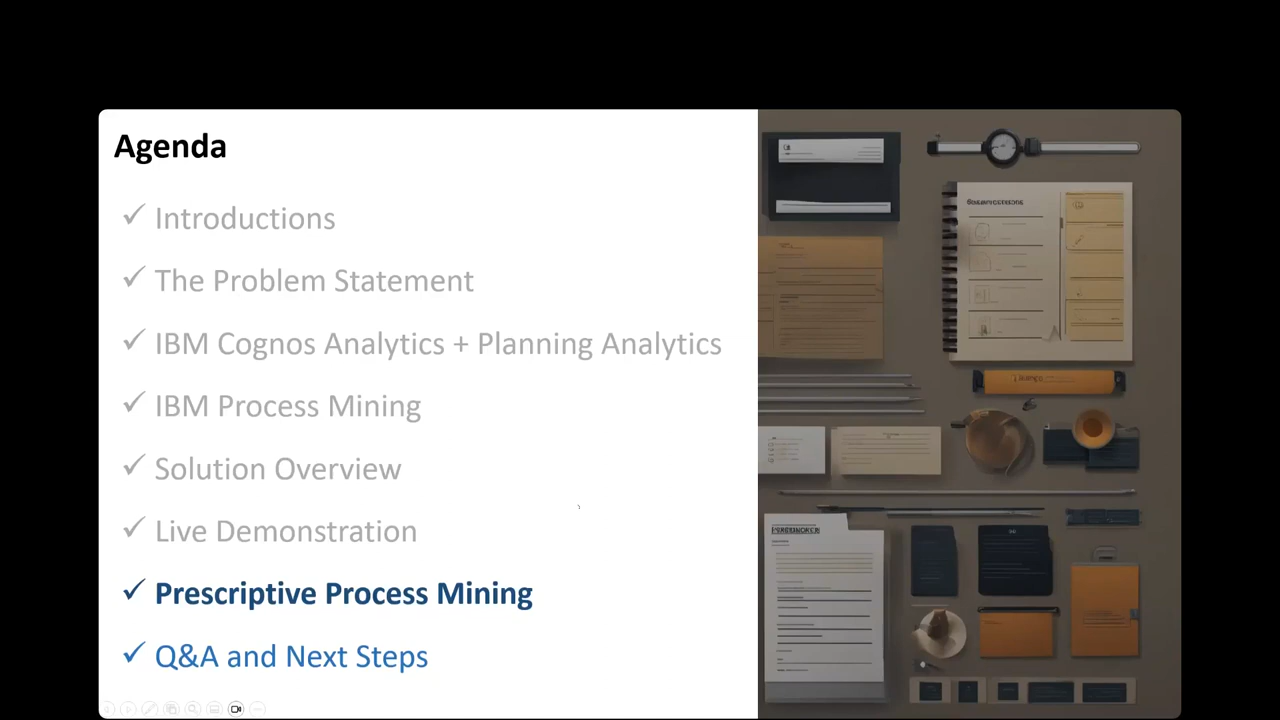 Agenda
✓ Introductions
✓ The Problem Statement
✓ IBM Cognos Analytics + Planning Analytics
✓ IBM Process Mining
✓ Solution Overview
✓ Live Demonstration
✓ Prescriptive Process Mining
✓ Q&A and Next Steps